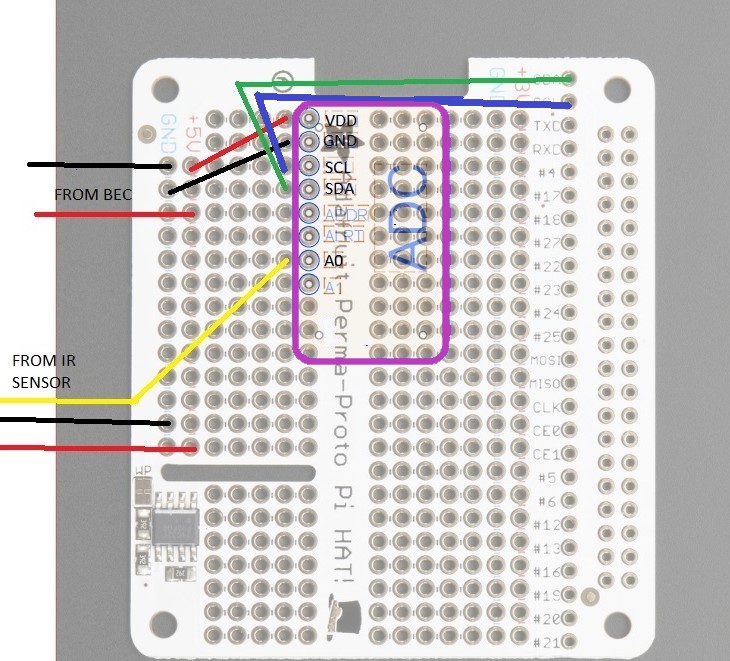 GND
+5V
GND
+3V
SDA
SCL
TXD
RXD
#4
#17
#18
#27
#22
#23
#24
#25
MOSI
MISO
CLK
CE0
CE1
#5
#6
#12
#13
#16
#19
#20
#21
FROM BEC
FROM IR
SENSOR
VDD
GND
SCL
SDA
ADDR
ALRT
A0
A1
ADC
Adafruit Perma-Proto Pi HAT!
WP